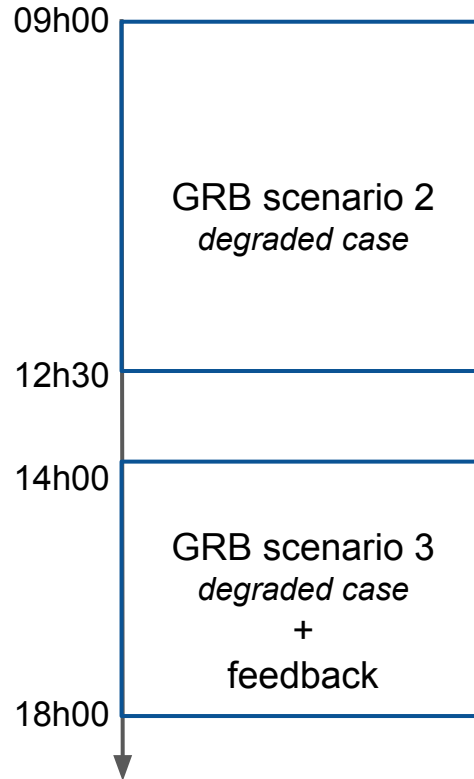 09h00
GRB scenario 2
degraded case
12h30
14h00
GRB scenario 3
degraded case
+
feedback
18h00